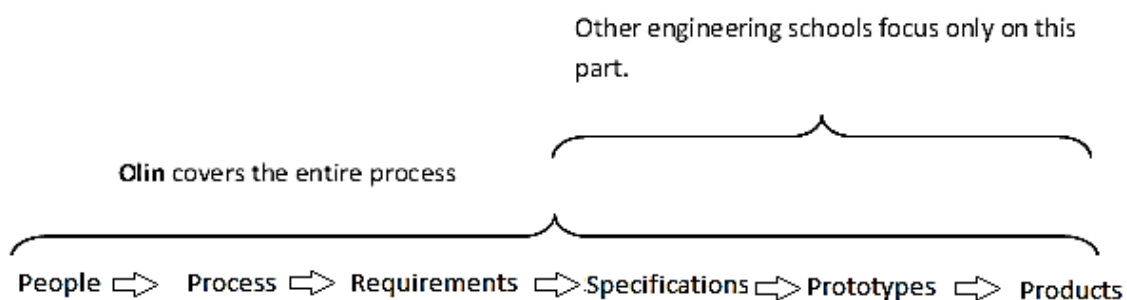 Other engineering schools focus only on this
part.
Olin covers the entire process
People Process Requirements Specifications Prototypes Products